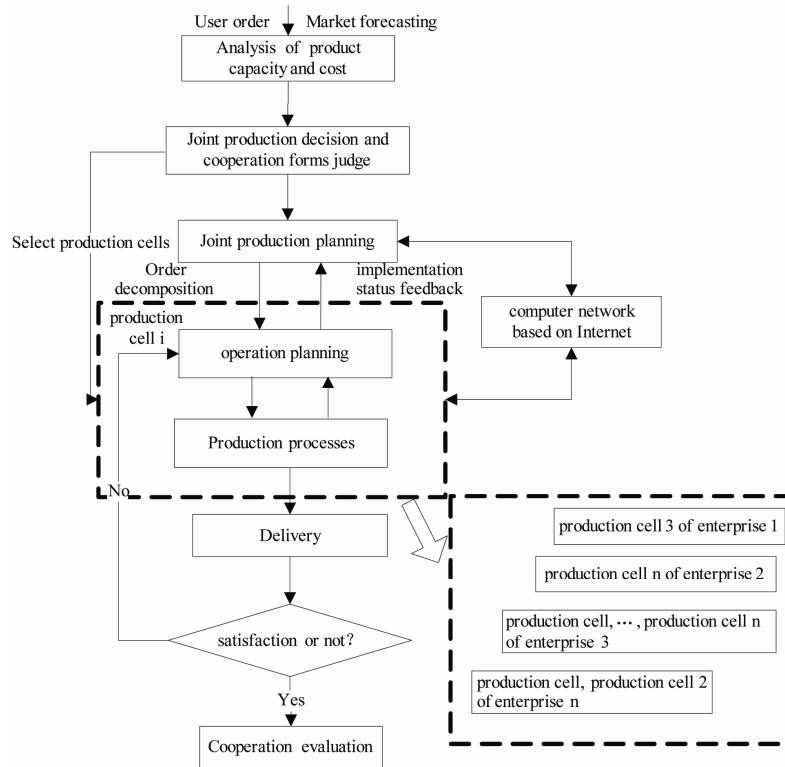 User order
Market forecasting
Analysis of product
capacity and cost
Joint production decision and
cooperation forms judge
Select production cells
Joint production planning
Order
decomposition
implementation
status feedback
computer network
based on Internet
production
cell i
operation planning
Production processes
No
Delivery
production cell 3 of enterprise 1
production cell n of enterprise 2
production cell, ⋯ , production cell n
of enterprise 3
production cell, production cell 2
of enterprise n
satisfaction or not?
Yes
Cooperation evaluation